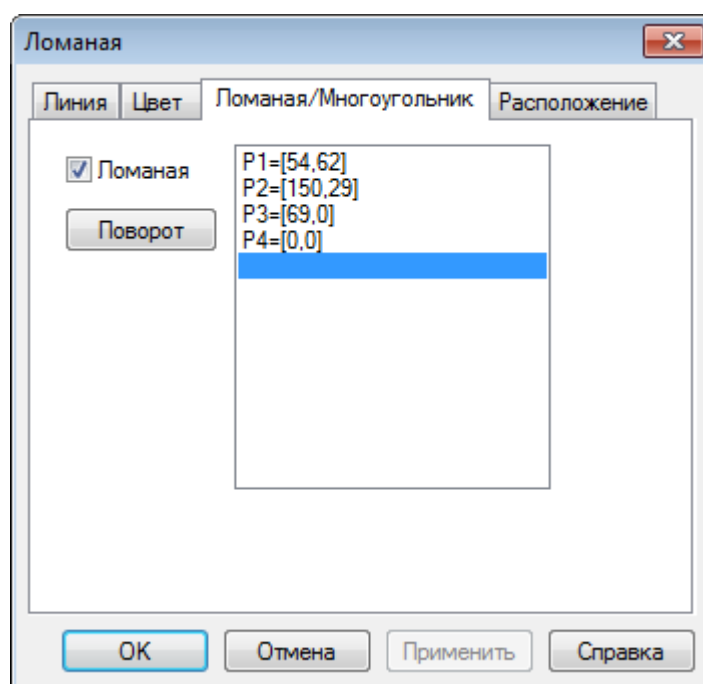 Ломаная
Линия Цвет Ломаная/Многоугольник Расположение
Ломаная
Поворот
P1=[54,62]
P2=[150,29]
P3=[69,0]
P4=[0,0]
ОК Отмена Применить Справка